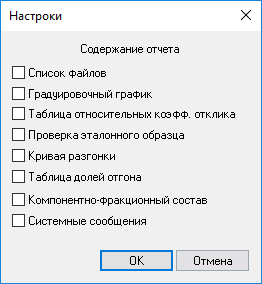 Настроки
Содержание отчета
Список файлов
Градуировочный график
Таблица относительных коэфф. отклика
Проверка эталонного образца
Кривая разгонки
Таблица долей отгона
Компонентно-фракционный состав
Системные сообщения
OK
Отмена